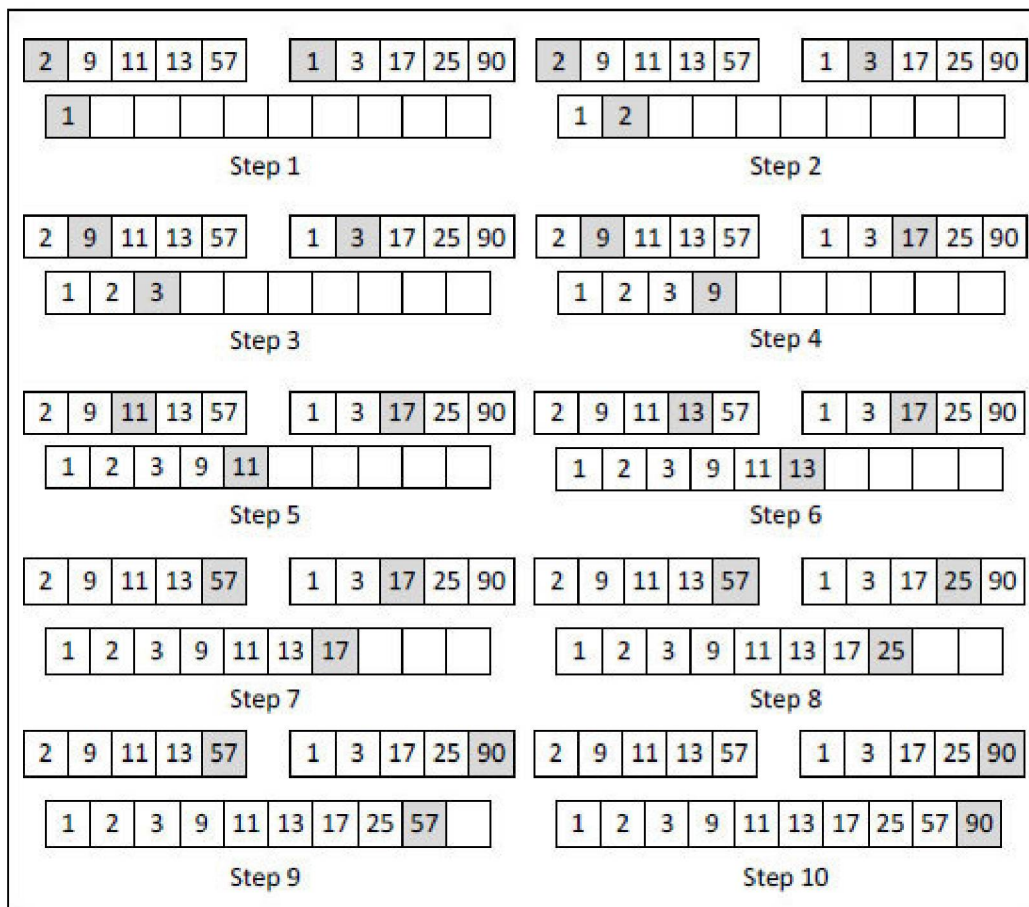 2 9 11 13 57 1 3 17 25 90
1
Step 1
2 9 11 13 57 1 3 17 25 90
1 2
Step 2
2 9 11 13 57 1 3 17 25 90
1 2 3
Step 3
2 9 11 13 57 1 3 17 25 90
1 2 3 9
Step 4
2 9 11 13 57 1 3 17 25 90
1 2 3 9 11
Step 5
2 9 11 13 57 1 3 17 25 90
1 2 3 9 11 13
Step 6
2 9 11 13 57 1 3 17 25 90
1 2 3 9 11 13 17
Step 7
2 9 11 13 57 1 3 17 25 90
1 2 3 9 11 13 17 25
Step 8
2 9 11 13 57 1 3 17 25 90
1 2 3 9 11 13 17 25 57
Step 9
2 9 11 13 57 1 3 17 25 90
1 2 3 9 11 13 17 25 57 90
Step 10